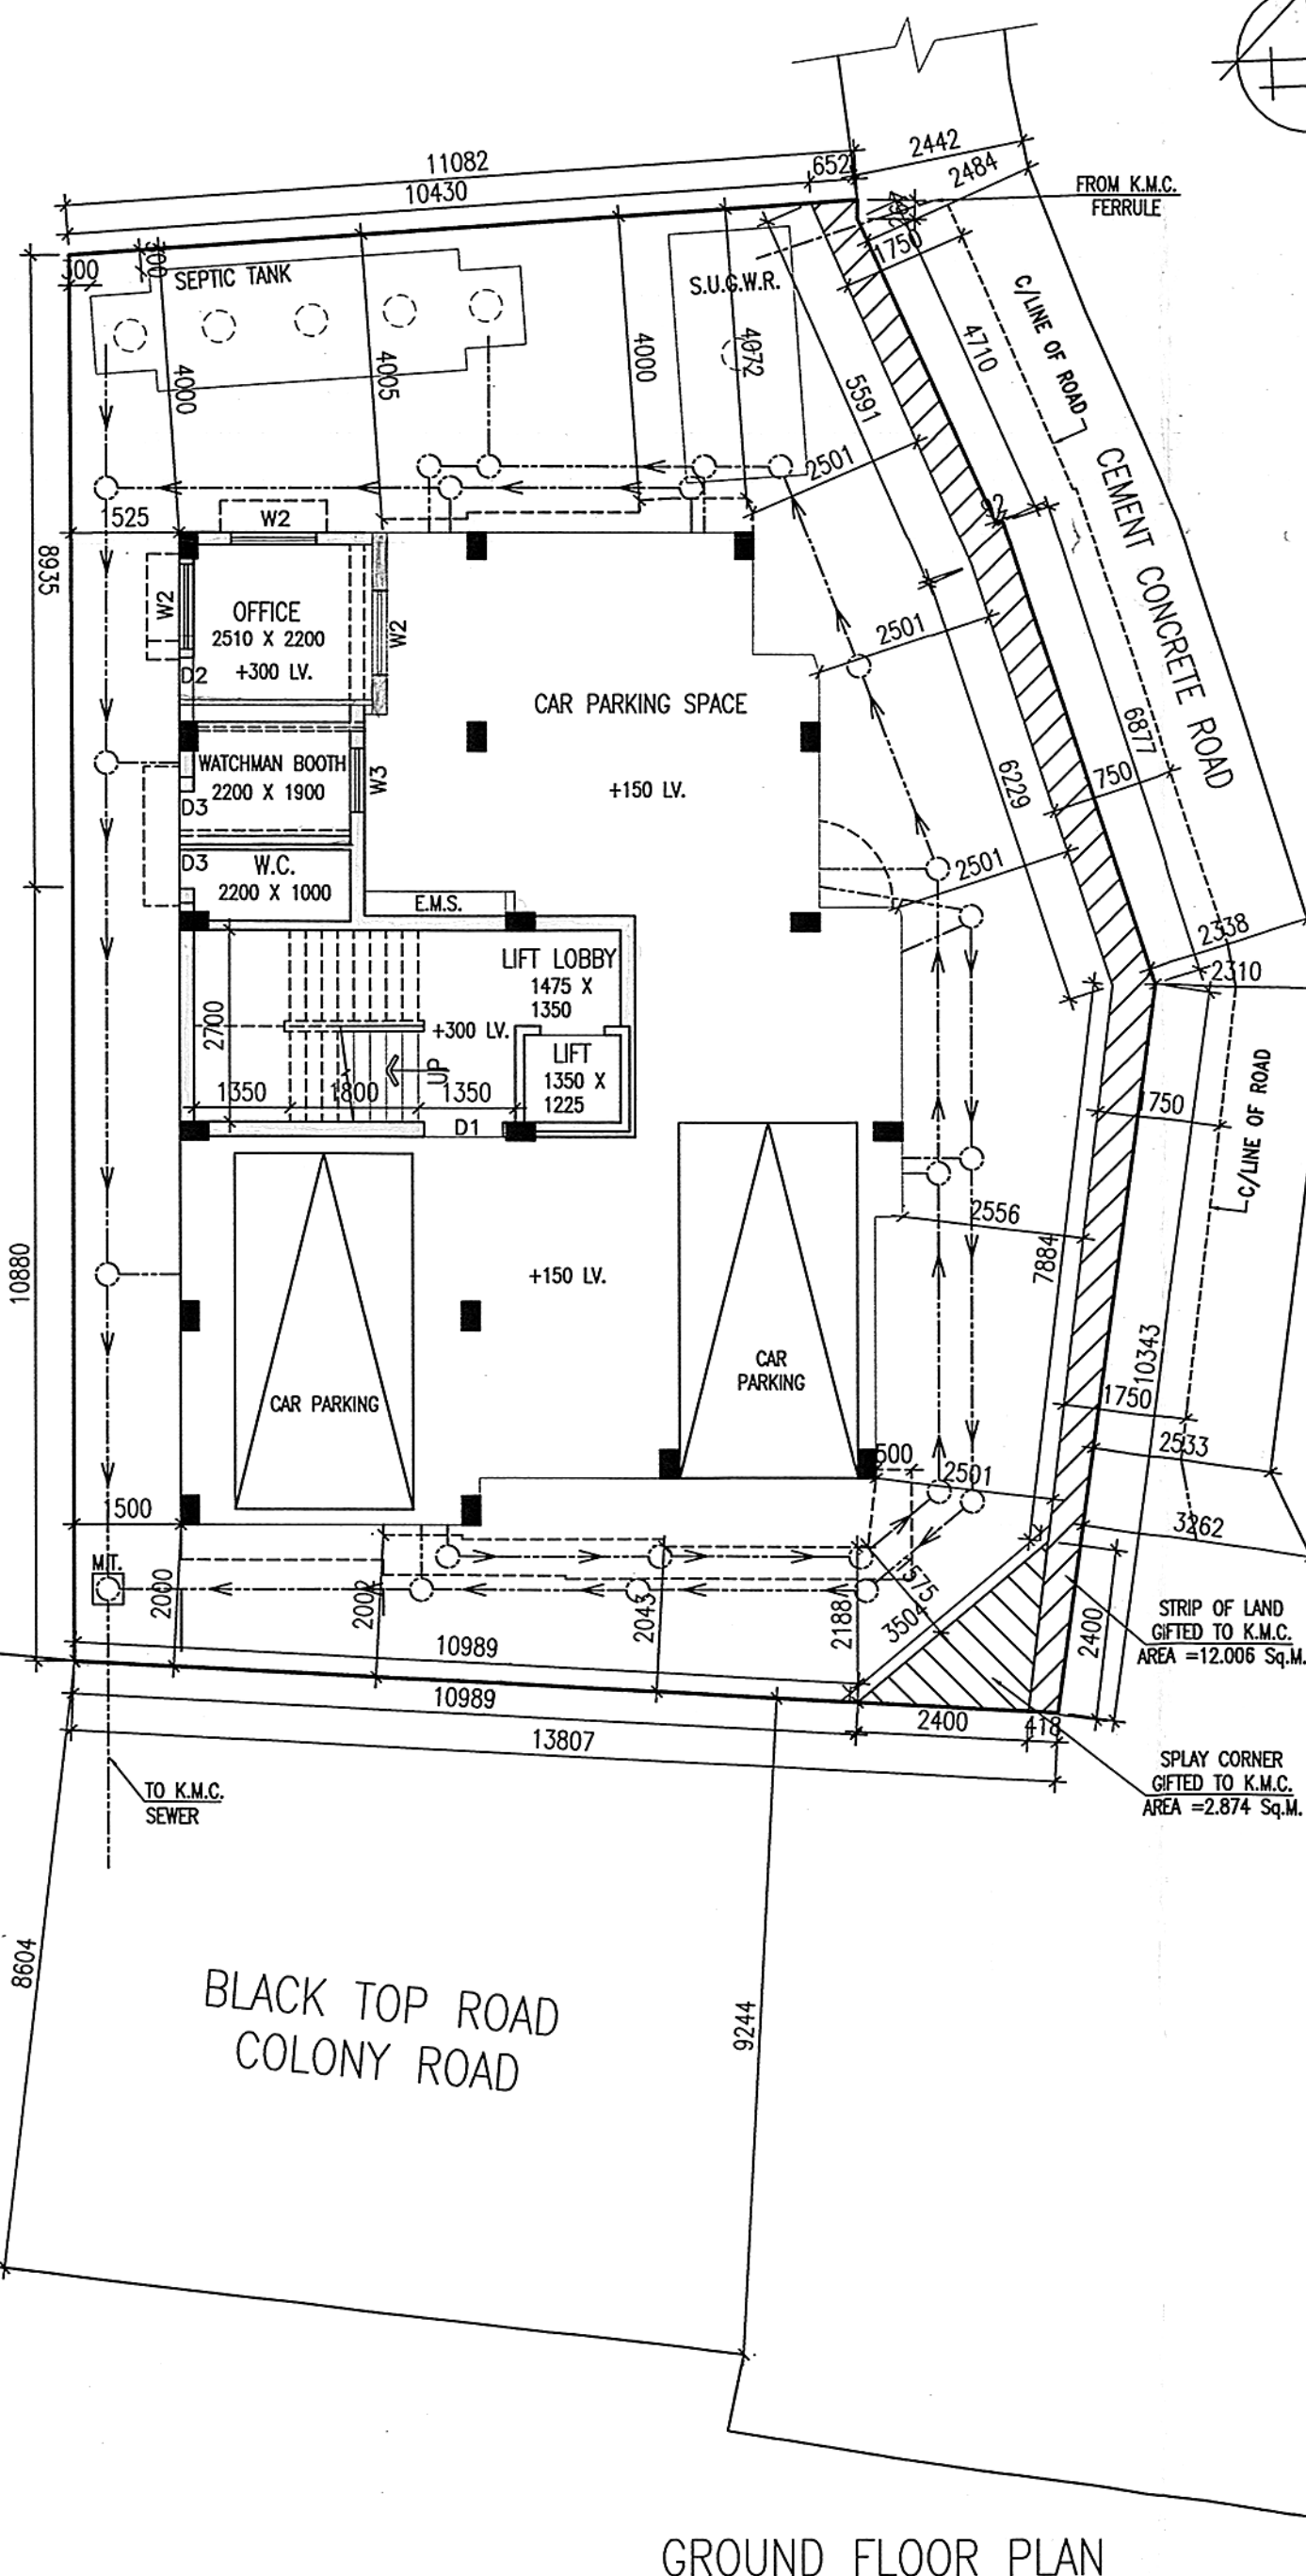 2442
11082
652
2484
10430
FROM K.M.C.
FERRULE
1750
300
300
SEPTIC TANK
S.U.G.W.R.
C/LINE OF ROAD
4710
4000
4005
4000
4072
5591
2501
CEMENT CONCRETE ROAD
92
1525
W2
8935
W2
OFFICE
2510 X 2200
+300 LV.
W2
2501
D2
CAR PARKING SPACE
6877
WATCHMAN BOOTH
2200 X 1900
W3
+150 LV.
6229
750
D3
D3
W.C.
2200 X 1000
2501
E.M.S.
2338
LIFT LOBBY
1475 X
1350
2310
2700
+300 LV.
LIFT
1350 X
1225
UP
1350
1800
1350
D1
1750
C/LINE OF ROAD
2556
7884
10880
+150 LV.
10343
CAR
PARKING
CAR PARKING
1750
2533
500
2501
1500
3262
M.T.
2000
2002
2043
2188
1575
3504
2400
STRIP OF LAND
GIFTED TO K.M.C.
AREA =12.006 Sq.M.
10989
10989
2400
418
13807
SPLAY CORNER
GIFTED TO K.M.C.
AREA =2.874 Sq.M.
TO K.M.C.
SEWER
8604
BLACK TOP ROAD
COLONY ROAD
9244
GROUND FLOOR PLAN